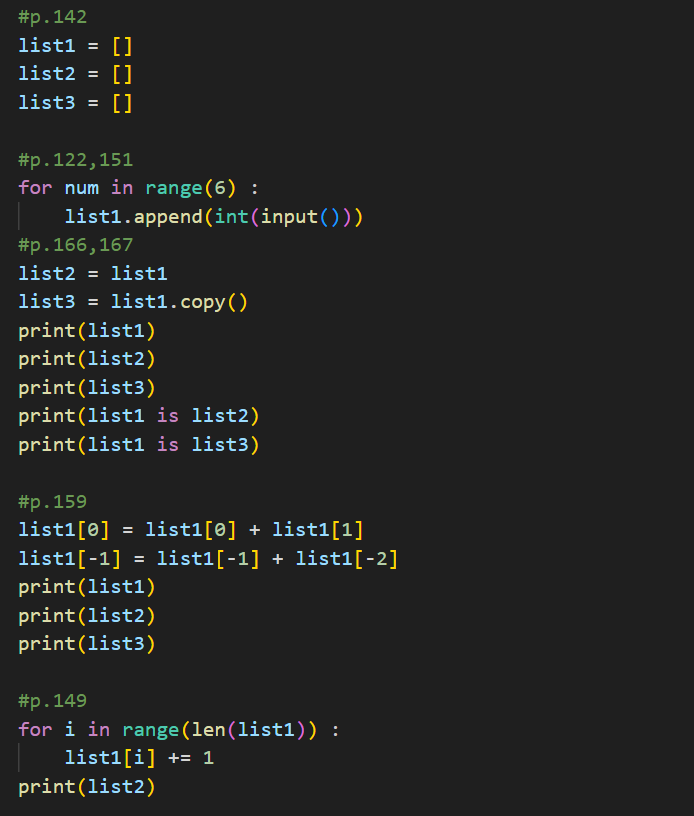 #p.142
list1 = []
list2 = []
list3 = []

#p.122,151
for num in range(6) :
    list1.append(int(input()))
#p.166,167
list2 = list1
list3 = list1.copy()
print(list1)
print(list2)
print(list3)
print(list1 is list2)
print(list1 is list3)

#p.159
list1[0] = list1[0] + list1[1]
list1[-1] = list1[-1] + list1[-2]
print(list1)
print(list2)
print(list3)

#p.149
for i in range(len(list1)) :
    list1[i] += 1
print(list2)